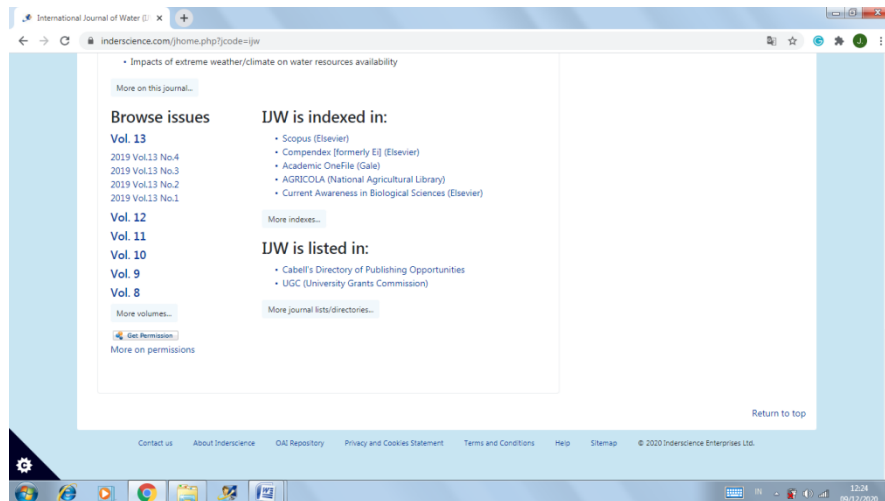 International Journal of Water (IJ
inderscience.com/jhome.php?jcode=ijw
J
Impacts of extreme weather/climate on water resources availability
More on this journal...
Browse issues
Vol. 13
2019 Vol.13 No.4
2019 Vol.13 No.3
2019 Vol.13 No.2
2019 Vol.13 No.1
Vol. 12
Vol. 11
Vol. 10
Vol. 9
Vol. 8
More volumes...
Get Permission
More on permissions
IJW is indexed in:
Scopus (Elsevier)
Compendex [formerly Ei] (Elsevier)
Academic OneFile (Gale)
AGRICOLA (National Agricultural Library)
Current Awareness in Biological Sciences (Elsevier)
More indexes...
IJW is listed in:
Cabell's Directory of Publishing Opportunities
UGC (University Grants Commission)
More journal lists/directories...
Return to top
Contact us About Inderscience OAI Repository Privacy and Cookies Statement Terms and Conditions Help Sitemap © 2020 Inderscience Enterprises Ltd.
IN
12:24
09/12/2020